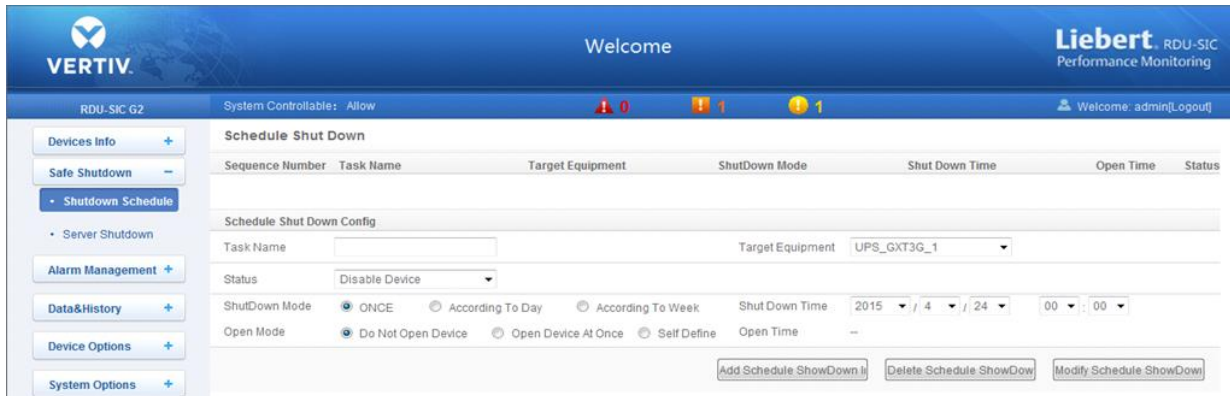 VERTIV.
Welcome
Liebert. RDU-SIC
Performance Monitoring
RDU-SIC G2
System Controllable: Allow
0
1
1
Welcome: admin[Logout]
Devices Info +
Safe Shutdown −
• Shutdown Schedule
• Server Shutdown
Alarm Management +
Data&History +
Device Options +
System Options +
Schedule Shut Down
Sequence Number Task Name Target Equipment ShutDown Mode Shut Down Time Open Time Status
Schedule Shut Down Config
Task Name Target Equipment UPS_GXT3G_1
Status Disable Device
ShutDown Mode ONCE According To Day According To Week Shut Down Time 2015 / 4 / 24 00 : 00
Open Mode Do Not Open Device Open Device At Once Self Define Open Time --
Add Schedule ShowDown Delete Schedule ShowDow Modify Schedule ShowDow